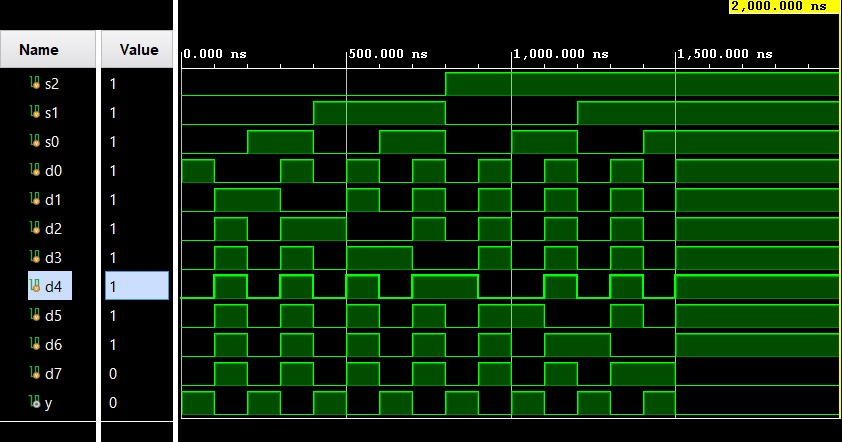 2,000.000 ns
Name Value 0.000 ns 500.000 ns 1,000.000 ns 1,500.000 ns
s2 1
s1 1
s0 1
d0 1
d1 1
d2 1
d3 1
d4 1
d5 1
d6 1
d7 0
y 0